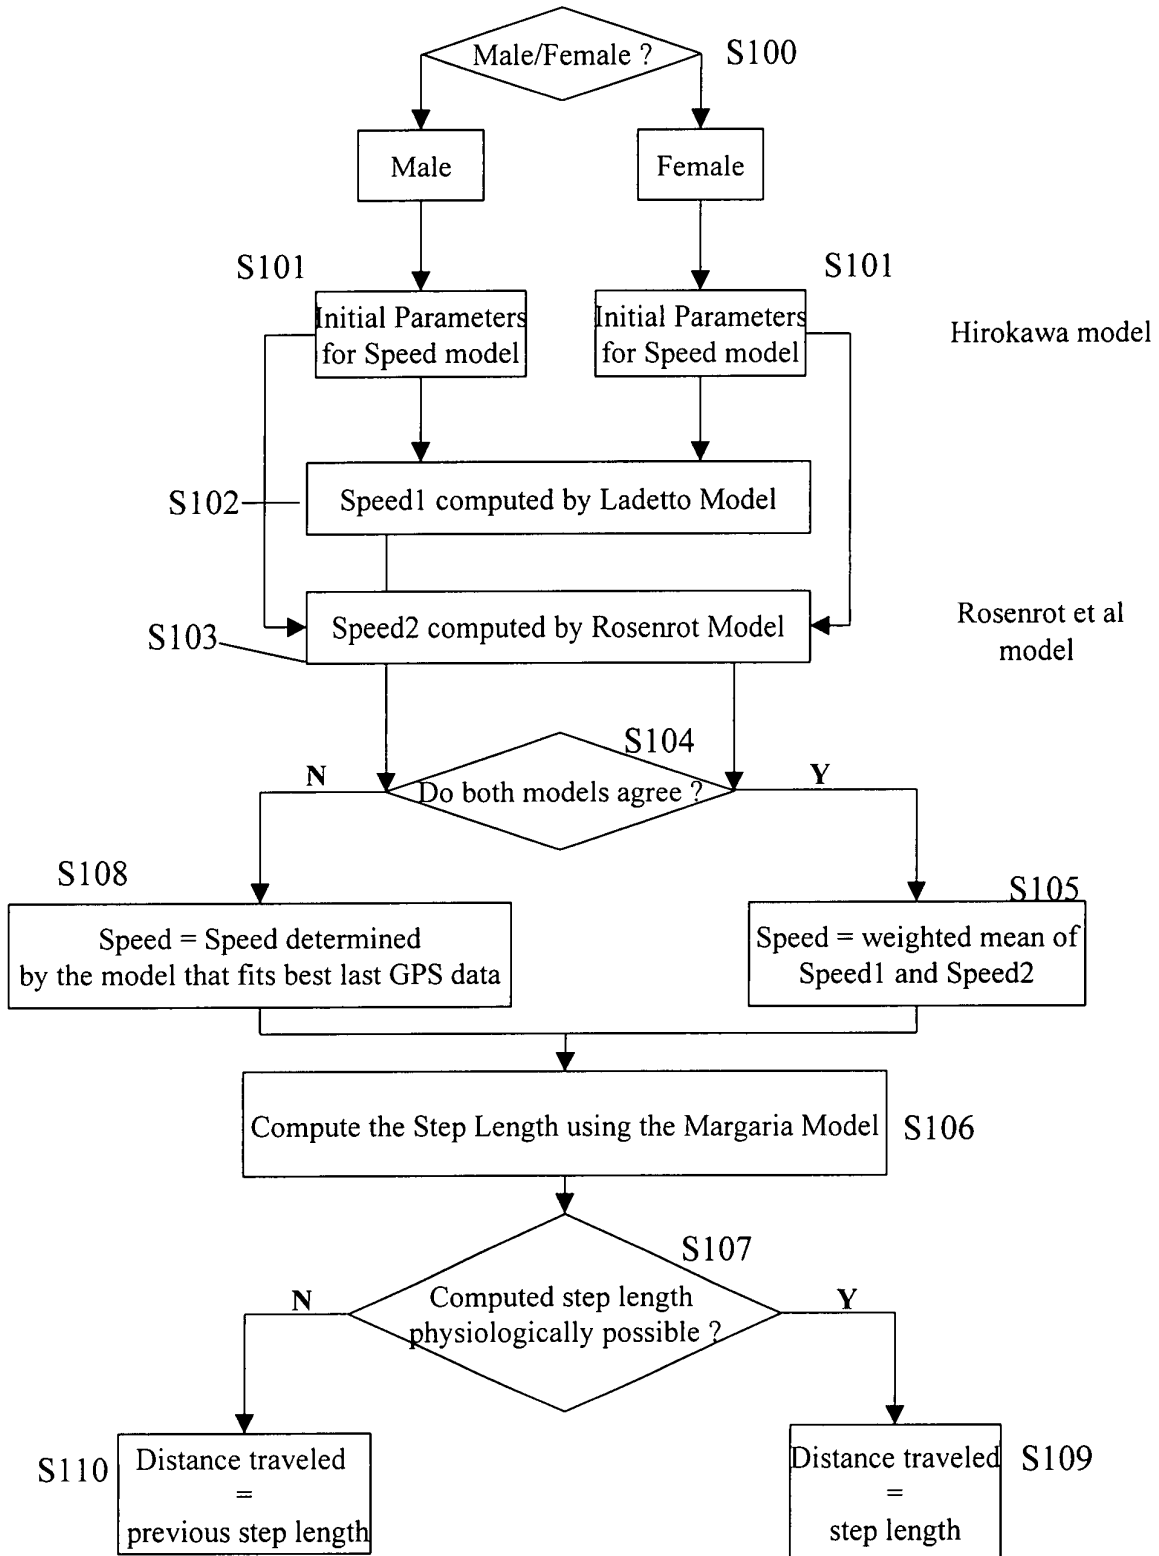 Male/Female ?
S100
Male
Female
S101
S101
Initial Parameters
for Speed model
Initial Parameters
for Speed model
Hirokawa model
S102
Speed1 computed by Ladetto Model
S103
Speed2 computed by Rosenrot Model
Rosenrot et al
model
S104
N
Y
Do both models agree ?
S108
S105
Speed = Speed determined
by the model that fits best last GPS data
Speed = weighted mean of
Speed1 and Speed2
Compute the Step Length using the Margaria Model
S106
S107
N
Y
Computed step length
physiologically possible ?
S110
Distance traveled
=
previous step length
Distance traveled
=
step length
S109